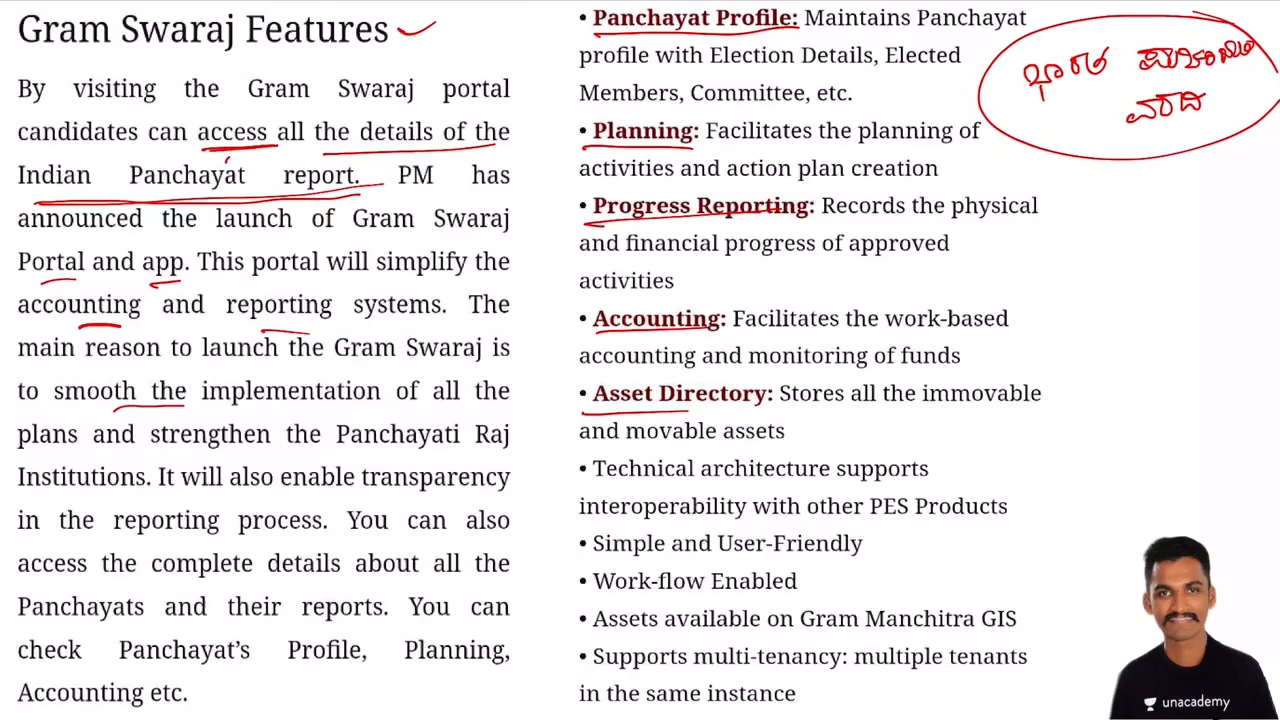 Gram Swaraj Features
By visiting the Gram Swaraj portal
candidates can access all the details of the
Indian Panchayat report. PM has
announced the launch of Gram Swaraj
Portal and app. This portal will simplify the
accounting and reporting systems. The
main reason to launch the Gram Swaraj is
to smooth the implementation of all the
plans and strengthen the Panchayati Raj
Institutions. It will also enable transparency
in the reporting process. You can also
access the complete details about all the
Panchayats and their reports. You can
check Panchayat’s Profile, Planning,
Accounting etc.
• Panchayat Profile: Maintains Panchayat
profile with Election Details, Elected
Members, Committee, etc.
• Planning: Facilitates the planning of
activities and action plan creation
• Progress Reporting: Records the physical
and financial progress of approved
activities
• Accounting: Facilitates the work-based
accounting and monitoring of funds
• Asset Directory: Stores all the immovable
and movable assets
• Technical architecture supports
interoperability with other PES Products
• Simple and User-Friendly
• Work-flow Enabled
• Assets available on Gram Manchitra GIS
• Supports multi-tenancy: multiple tenants
in the same instance
ಭಾರತ
ವರದಿ
unacademy